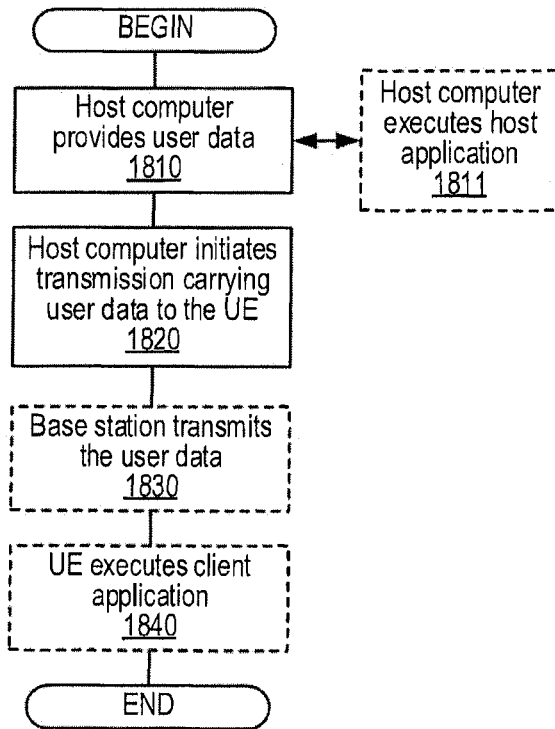 BEGIN
Host computer
provides user data
1810
Host computer
executes host
application
1811
Host computer initiates
transmission carrying
user data to the UE
1820
Base station transmits
the user data
1830
UE executes client
application
1840
END